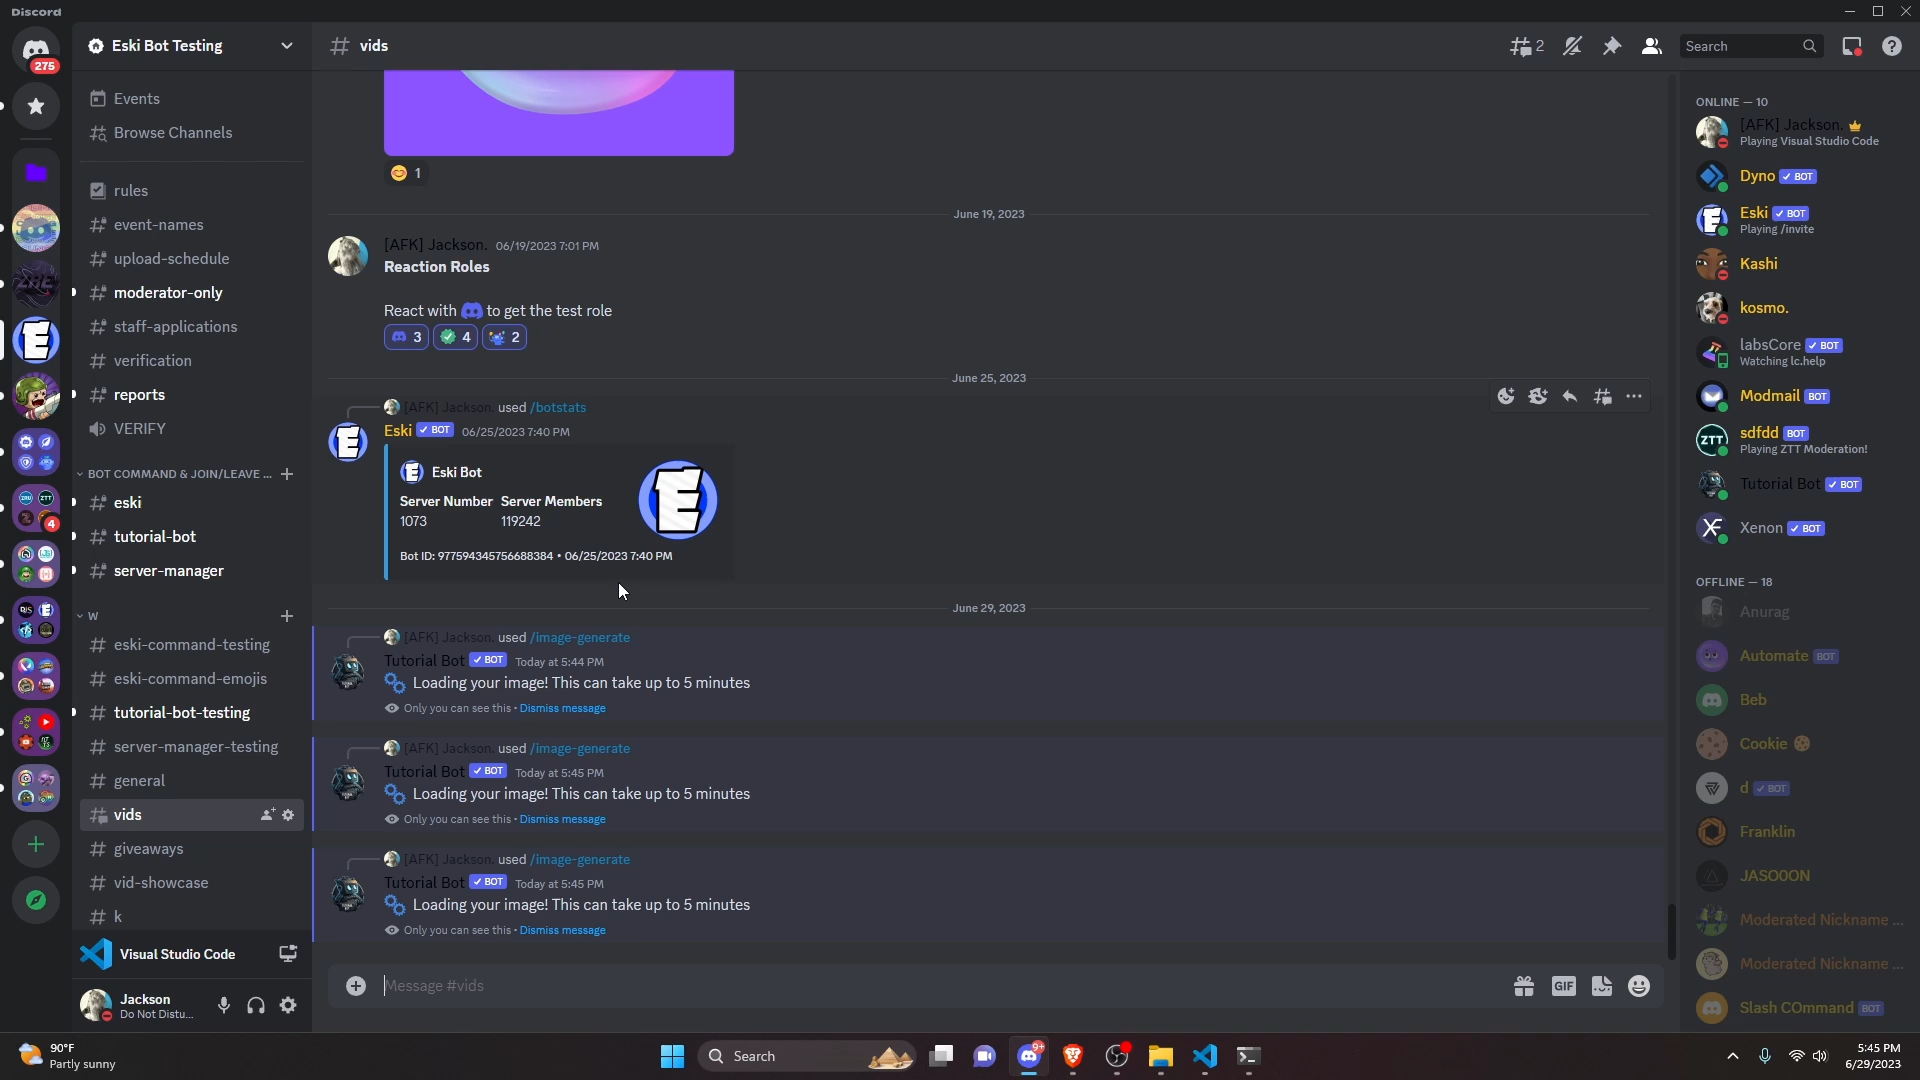 Discord
275
Eski Bot Testing
Events
Browse Channels
rules
event-names
upload-schedule
moderator-only
staff-applications
verification
reports
VERIFY
BOT COMMAND & JOIN/LEAVE ...
eski
tutorial-bot
server-manager
W
eski-command-testing
eski-command-emojis
tutorial-bot-testing
server-manager-testing
general
vids
giveaways
vid-showcase
k
4
ZTT
Visual Studio Code
Jackson
Do Not Distu...
vids
1
June 19, 2023
[AFK] Jackson. 06/19/2023 7:01 PM
Reaction Roles
React with to get the test role
3 4 2
June 25, 2023
[AFK] Jackson. used /botstats
Eski BOT 06/25/2023 7:40 PM
Eski Bot
Server Number Server Members
1073 119242
Bot ID: 977594345756688384 • 06/25/2023 7:40 PM
E
June 29, 2023
[AFK] Jackson. used /image-generate
Tutorial Bot BOT Today at 5:44 PM
Loading your image! This can take up to 5 minutes
Only you can see this • Dismiss message
[AFK] Jackson. used /image-generate
Tutorial Bot BOT Today at 5:45 PM
Loading your image! This can take up to 5 minutes
Only you can see this • Dismiss message
[AFK] Jackson. used /image-generate
Tutorial Bot BOT Today at 5:45 PM
Loading your image! This can take up to 5 minutes
Only you can see this • Dismiss message
Message #vids
GIF
2
Search
ONLINE — 10
[AFK] Jackson.
Playing Visual Studio Code
Dyno BOT
Eski BOT
Playing /invite
Kashi
kosmo.
labsCore BOT
Watching lc.help
Modmail BOT
ZTT
sdfdd BOT
Playing ZTT Moderation!
Tutorial Bot BOT
Xenon BOT
OFFLINE — 18
Anurag
Automate BOT
Beb
Cookie
d BOT
Franklin
JASO0ON
Moderated Nickname ...
Moderated Nickname ...
Slash COmmand BOT
90°F
Partly sunny
Search
9+
5:45 PM
6/29/2023